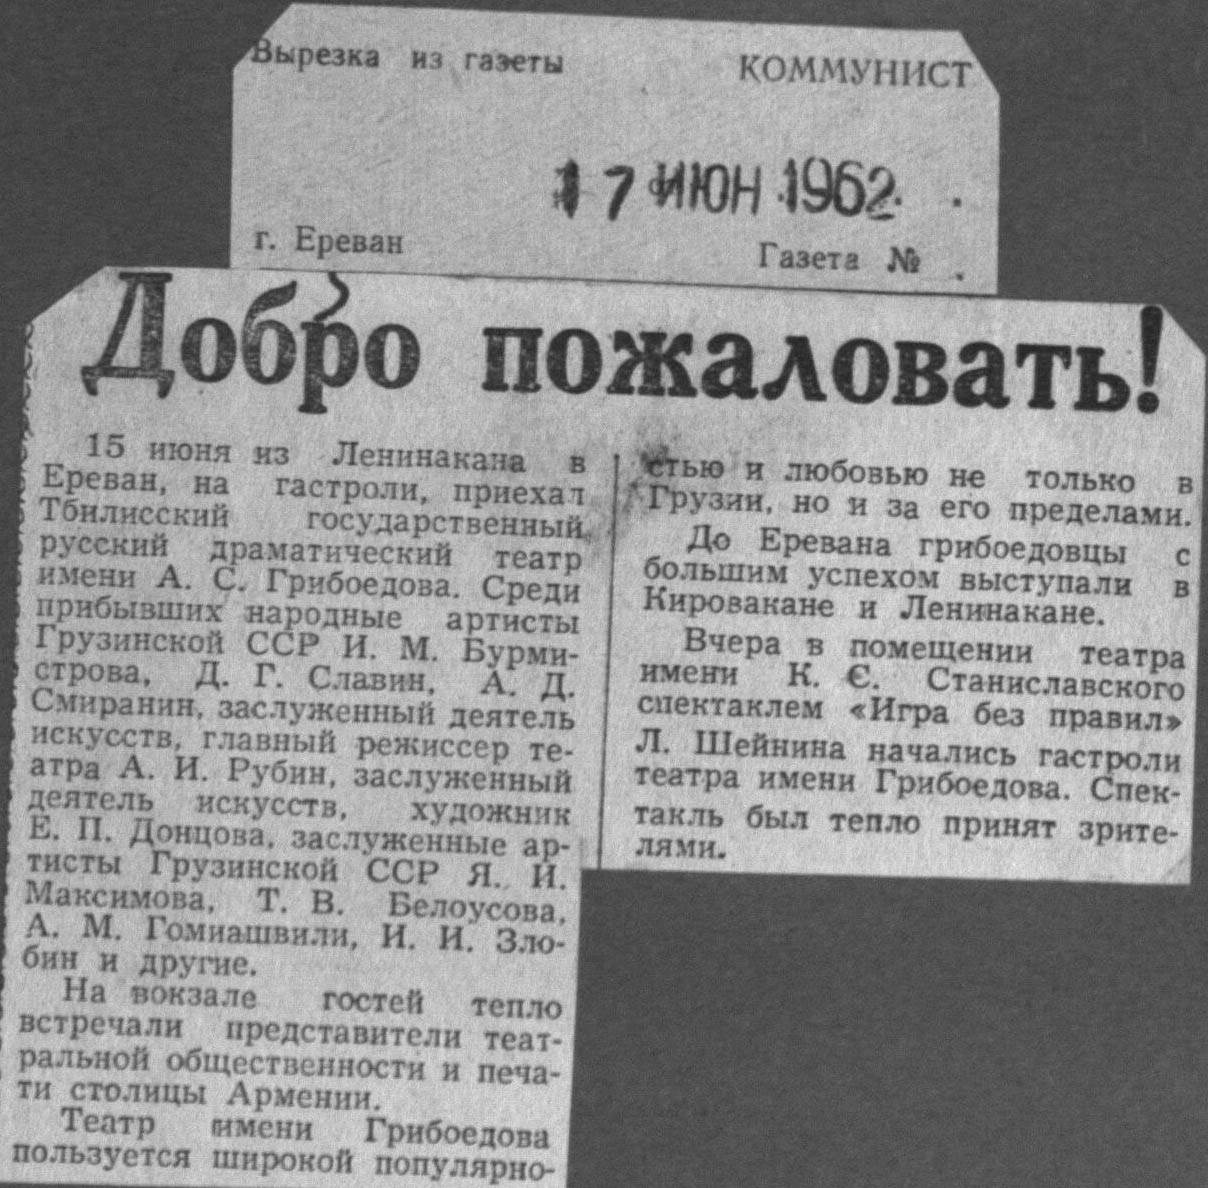 Вырезка из газеты КОММУНИСТ
17 ИЮН 1962
г. Ереван Газета №
Добро пожаловать!
15 июня из Ленинакана в
Ереван, на гастроли, приехал
Тбилисский государственный
русский драматический театр
имени А. С. Грибоедова. Среди
прибывших народные артисты
Грузинской ССР И. М. Бурми-
строва, Д. Г. Славин, А. Д.
Смиранин, заслуженный деятель
искусств, главный режиссер те-
атра А. И. Рубин, заслуженный
деятель искусств, художник
Е. П. Донцова, заслуженные ар-
тисты Грузинской ССР Я. И.
Максимова, Т. В. Белоусова,
А. М. Гомиашвили, И. И. Зло-
бин и другие.
На вокзале гостей тепло
встречали представители теат-
ральной общественности и печа-
ти столицы Армении.
Театр имени Грибоедова
пользуется широкой популярно-
стью и любовью не только в
Грузии, но и за его пределами.
До Еревана грибоедовцы с
большим успехом выступали в
Кировакане и Ленинакане.
Вчера в помещении театра
имени К. С. Станиславского
спектаклем «Игра без правил»
Л. Шейнина начались гастроли
театра имени Грибоедова. Спек-
такль был тепло принят зрите-
лями.